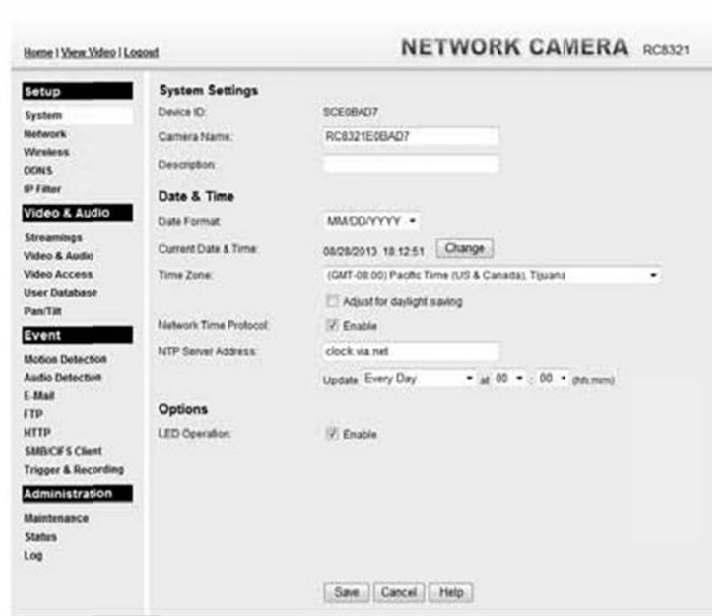 Home | View Video | Logout
NETWORK CAMERA RC8321
Setup
System
Network
Wireless
DDNS
IP Filter
Video & Audio
Streamings
Video & Audio
Video Access
User Database
Pan/Tilt
Event
Motion Detection
Audio Detection
E-Mail
FTP
HTTP
SMB/CIFS Client
Trigger & Recording
Administration
Maintenance
Status
Log
System Settings
Device ID: SCE0BAD7
Camera Name: RC8321E0BAD7
Description:
Date & Time
Date Format: MM/DD/YYYY
Current Date & Time: 08/28/2013 18:12:51 Change
Time Zone: (GMT-08:00) Pacific Time (US & Canada), Tijuana
Adjust for daylight saving
Network Time Protocol: Enable
NTP Server Address: clock.via.net
Update Every Day at 00 : 00 (hh:mm)
Options
LED Operation: Enable
Save Cancel Help